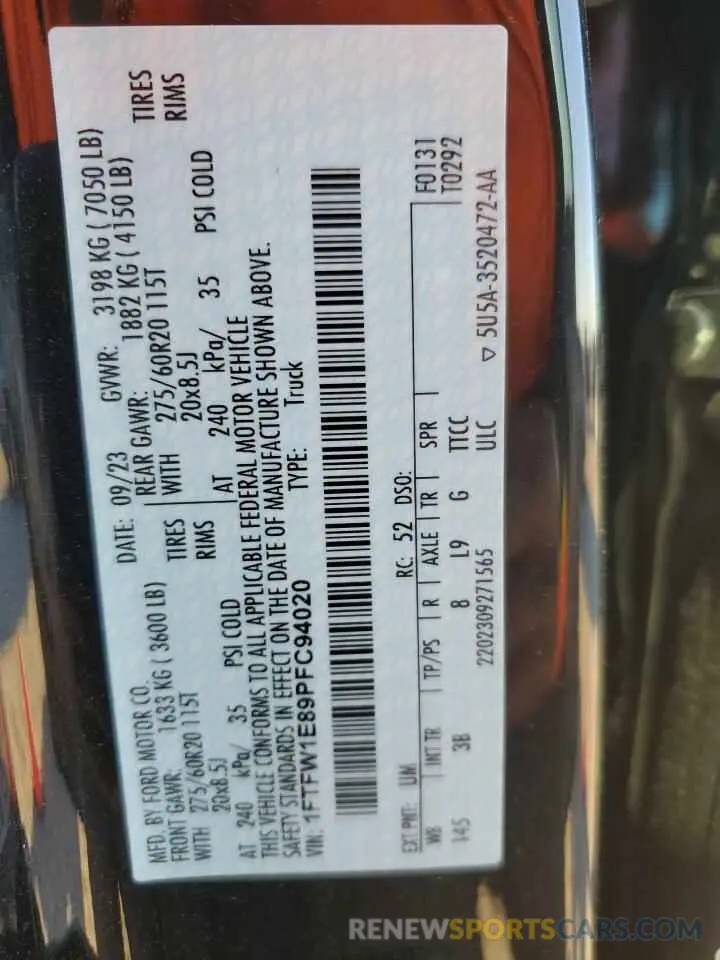 MFD. BY FORD MOTOR CO.
DATE: 09/23 GVWR: 3198 KG ( 7050 LB)
FRONT GAWR: 1633 KG ( 3600 LB) REAR GAWR: 1882 KG ( 4150 LB)
WITH 275/60R20 115T TIRES WITH 275/60R20 115T TIRES
20x8.5J RIMS 20x8.5J RIMS
AT 240 kPa/ 35 PSI COLD AT 240 kPa/ 35 PSI COLD
THIS VEHICLE CONFORMS TO ALL APPLICABLE FEDERAL MOTOR VEHICLE
SAFETY STANDARDS IN EFFECT ON THE DATE OF MANUFACTURE SHOWN ABOVE.
VIN: 1FTFW1E89PFC94020 TYPE: Truck
EXT PNT: UM RC: 52 DSO: F0131
WB INT TR TP/PS R AXLE TR SPR T0292
145 3B 8 L9 G TTCC
2202309271565 ULC ▽ 5U5A-3520472-AA
RENEWSPORTSCARS.COM